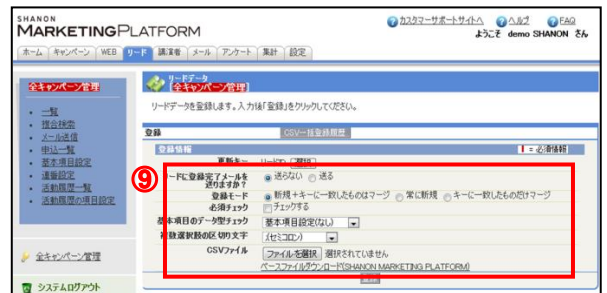 SHANON
MARKETINGPLATFORM
カスタマーサポートサイトへ ヘルプ FAQ
ようこそ demo SHANON さん
ホーム キャンペーン WEB リード 講演者 メール アンケート 集計 設定
全キャンペーン管理
一覧
複合検索
メール送信
申込一覧
基本項目設定
通番設定
活動履歴一覧
活動履歴の項目設定
全キャンペーン管理
システムログアウト
リードデータ
[全キャンペーン管理]
リードデータを登録します。入力後「登録」をクリックしてください。
登録 CSV一括登録履歴
登録情報 ! = 必須情報
更新キー リードID 選択
⑨
ードに登録完了メールを送りますか? 送らない 送る
登録モード 新規+キーに一致したものはマージ 常に新規 キーに一致したものだけマージ
必須チェック チェックする
基本項目のデータ型チェック 基本項目設定(なし)
複数選択肢の区切り文字 ;(セミコロン)
CSVファイル ファイルを選択 選択されていません
ベースファイルダウンロード(SHANON MARKETING PLATFORM)
登録